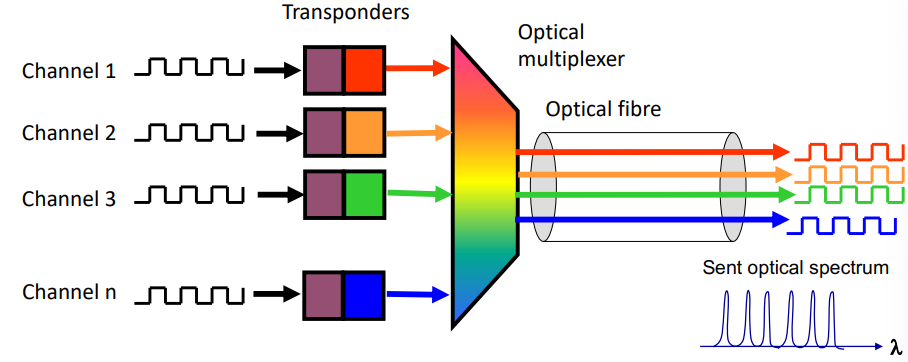 Transponders
Optical
multiplexer
Channel 1
Optical fibre
Channel 2
Channel 3
Channel n
Sent optical spectrum
λ